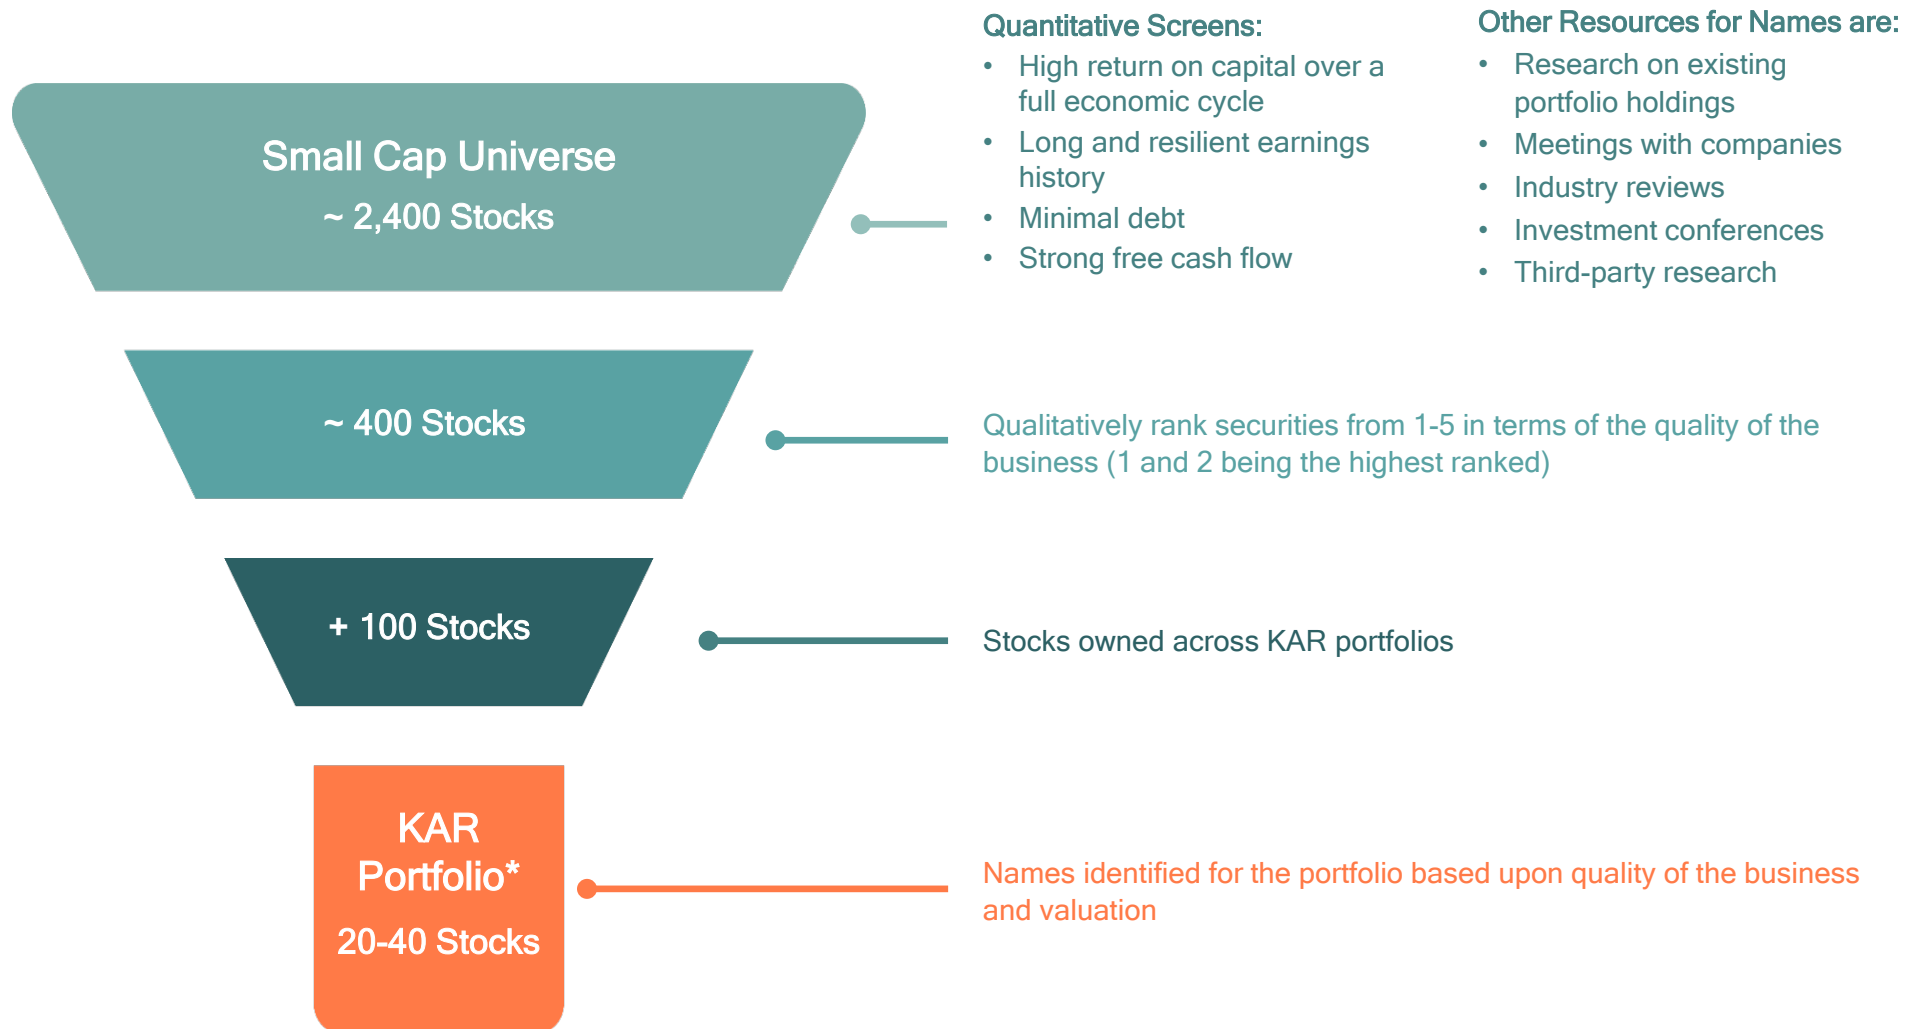 Small Cap Universe
~ 2,400 Stocks
Quantitative Screens:
• High return on capital over a
full economic cycle
• Long and resilient earnings
history
• Minimal debt
• Strong free cash flow
Other Resources for Names are:
• Research on existing
portfolio holdings
• Meetings with companies
• Industry reviews
• Investment conferences
• Third-party research
~ 400 Stocks
Qualitatively rank securities from 1-5 in terms of the quality of the
business (1 and 2 being the highest ranked)
+ 100 Stocks
Stocks owned across KAR portfolios
KAR
Portfolio*
20-40 Stocks
Names identified for the portfolio based upon quality of the business
and valuation